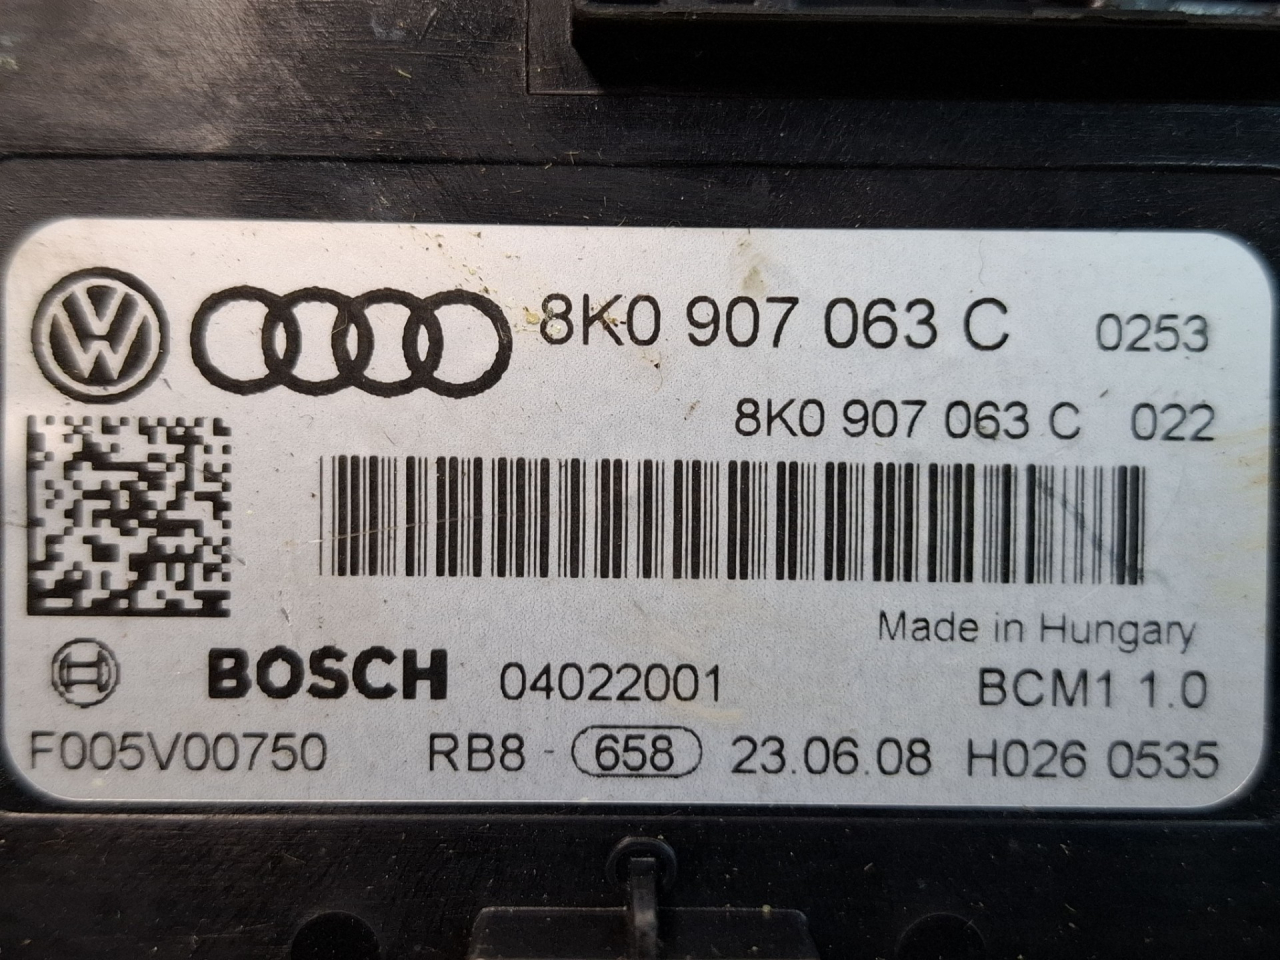 8K0 907 063 C 0253
8K0 907 063 C 022
Made in Hungary
BOSCH 04022001 BCM1 1.0
F005V00750 RB8 - 658 23.06.08 H026 0535